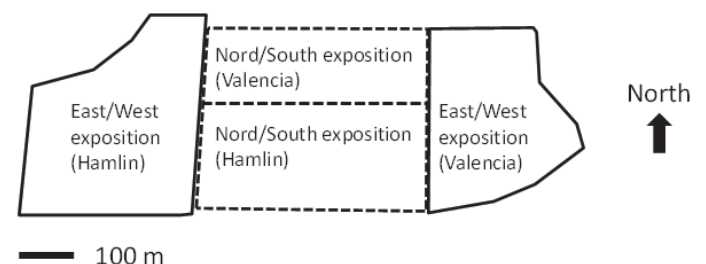 East/West
exposition
(Hamlin)
Nord/South exposition
(Valencia)
Nord/South exposition
(Hamlin)
East/West
exposition
(Valencia)
North
100 m